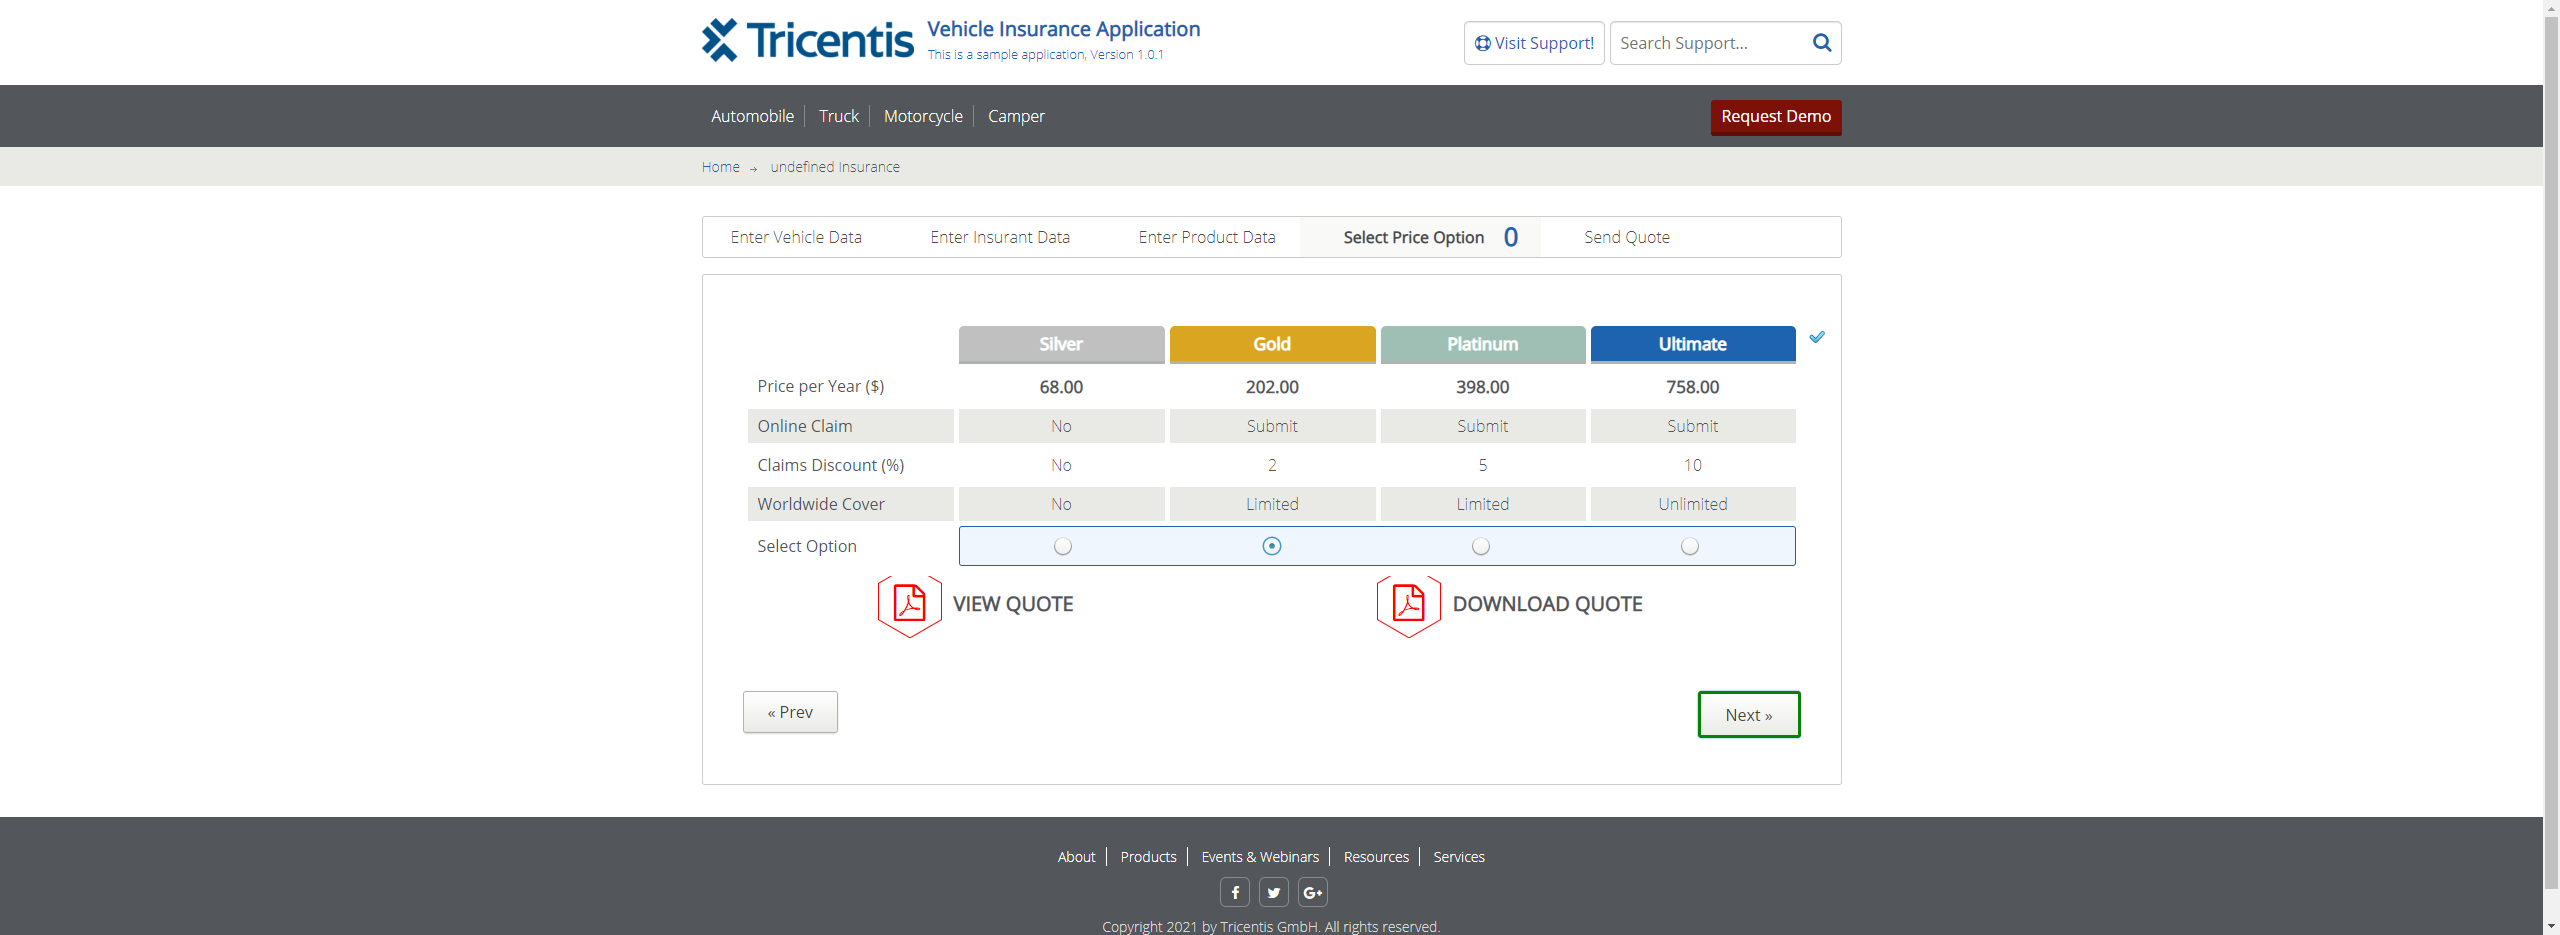 Tricentis
Vehicle Insurance Application
This is a sample application, Version 1.0.1
Visit Support!
Search Support...
Automobile
Truck
Motorcycle
Camper
Request Demo
Home → undefined Insurance
Enter Vehicle Data
Enter Insurant Data
Enter Product Data
Select Price Option 0
Send Quote
Silver Gold Platinum Ultimate
Price per Year ($) 68.00 202.00 398.00 758.00
Online Claim No Submit Submit Submit
Claims Discount (%) No 2 5 10
Worldwide Cover No Limited Limited Unlimited
Select Option
VIEW QUOTE
DOWNLOAD QUOTE
« Prev
Next »
About
Products
Events & Webinars
Resources
Services
G+
Copyright 2021 by Tricentis GmbH. All rights reserved.